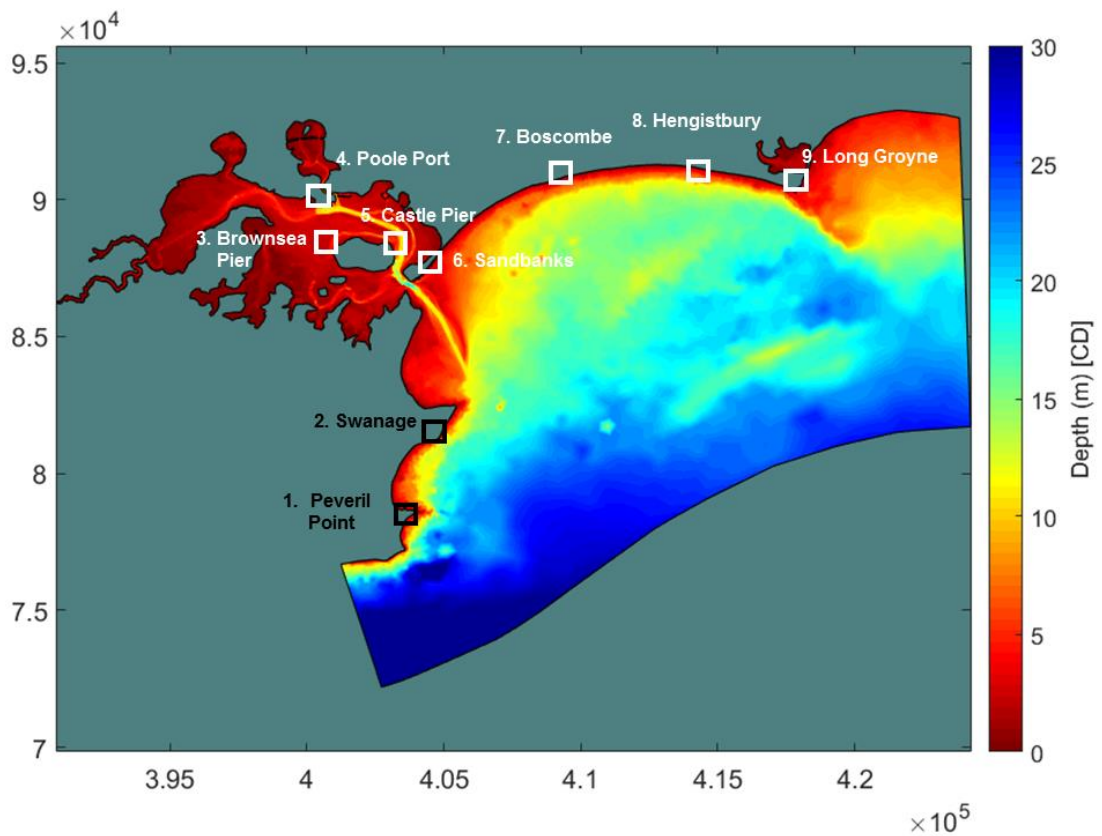 ×10⁴
9.5
9
8.5
8
7.5
7
3.95
4
4.05
4.1
4.15
4.2
×10⁵
1. Peveril
Point
2. Swanage
3. Brownsea
Pier
4. Poole Port
5. Castle Pier
6. Sandbanks
7. Boscombe
8. Hengistbury
9. Long Groyne
30
25
20
15
10
5
0
Depth (m) [CD]